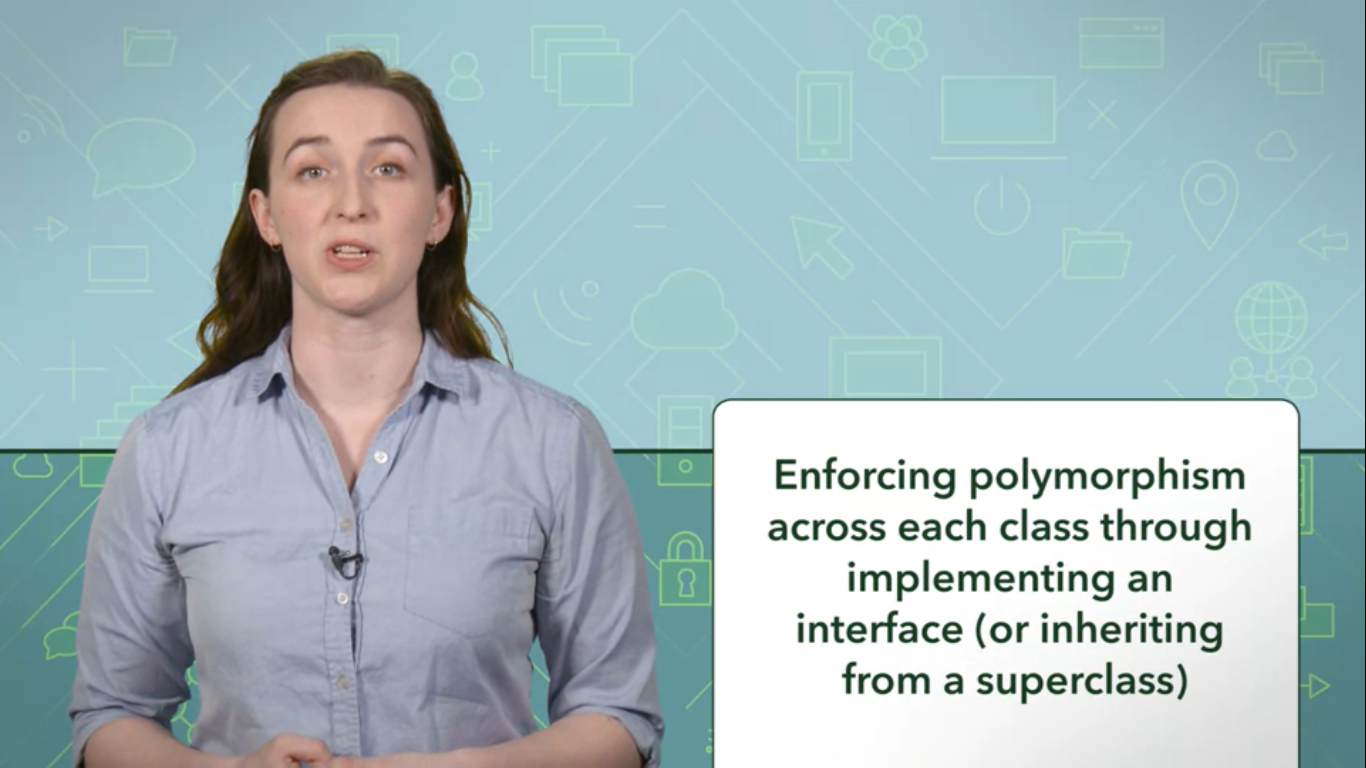 Enforcing polymorphism
across each class through
implementing an
interface (or inheriting
from a superclass)